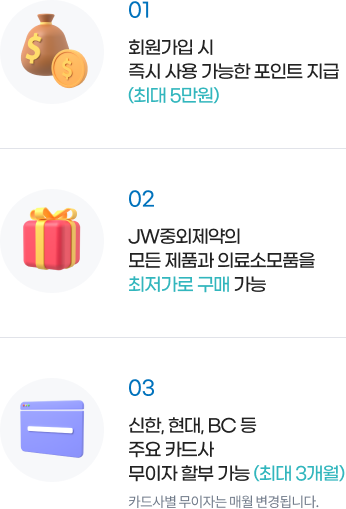 01
회원가입 시
즉시 사용 가능한 포인트 지급
(최대 5만원)
02
JW중외제약의
모든 제품과 의료소모품을
최저가로 구매 가능
03
신한, 현대, BC 등
주요 카드사
무이자 할부 가능 (최대 3개월)
카드사별 무이자는 매월 변경됩니다.